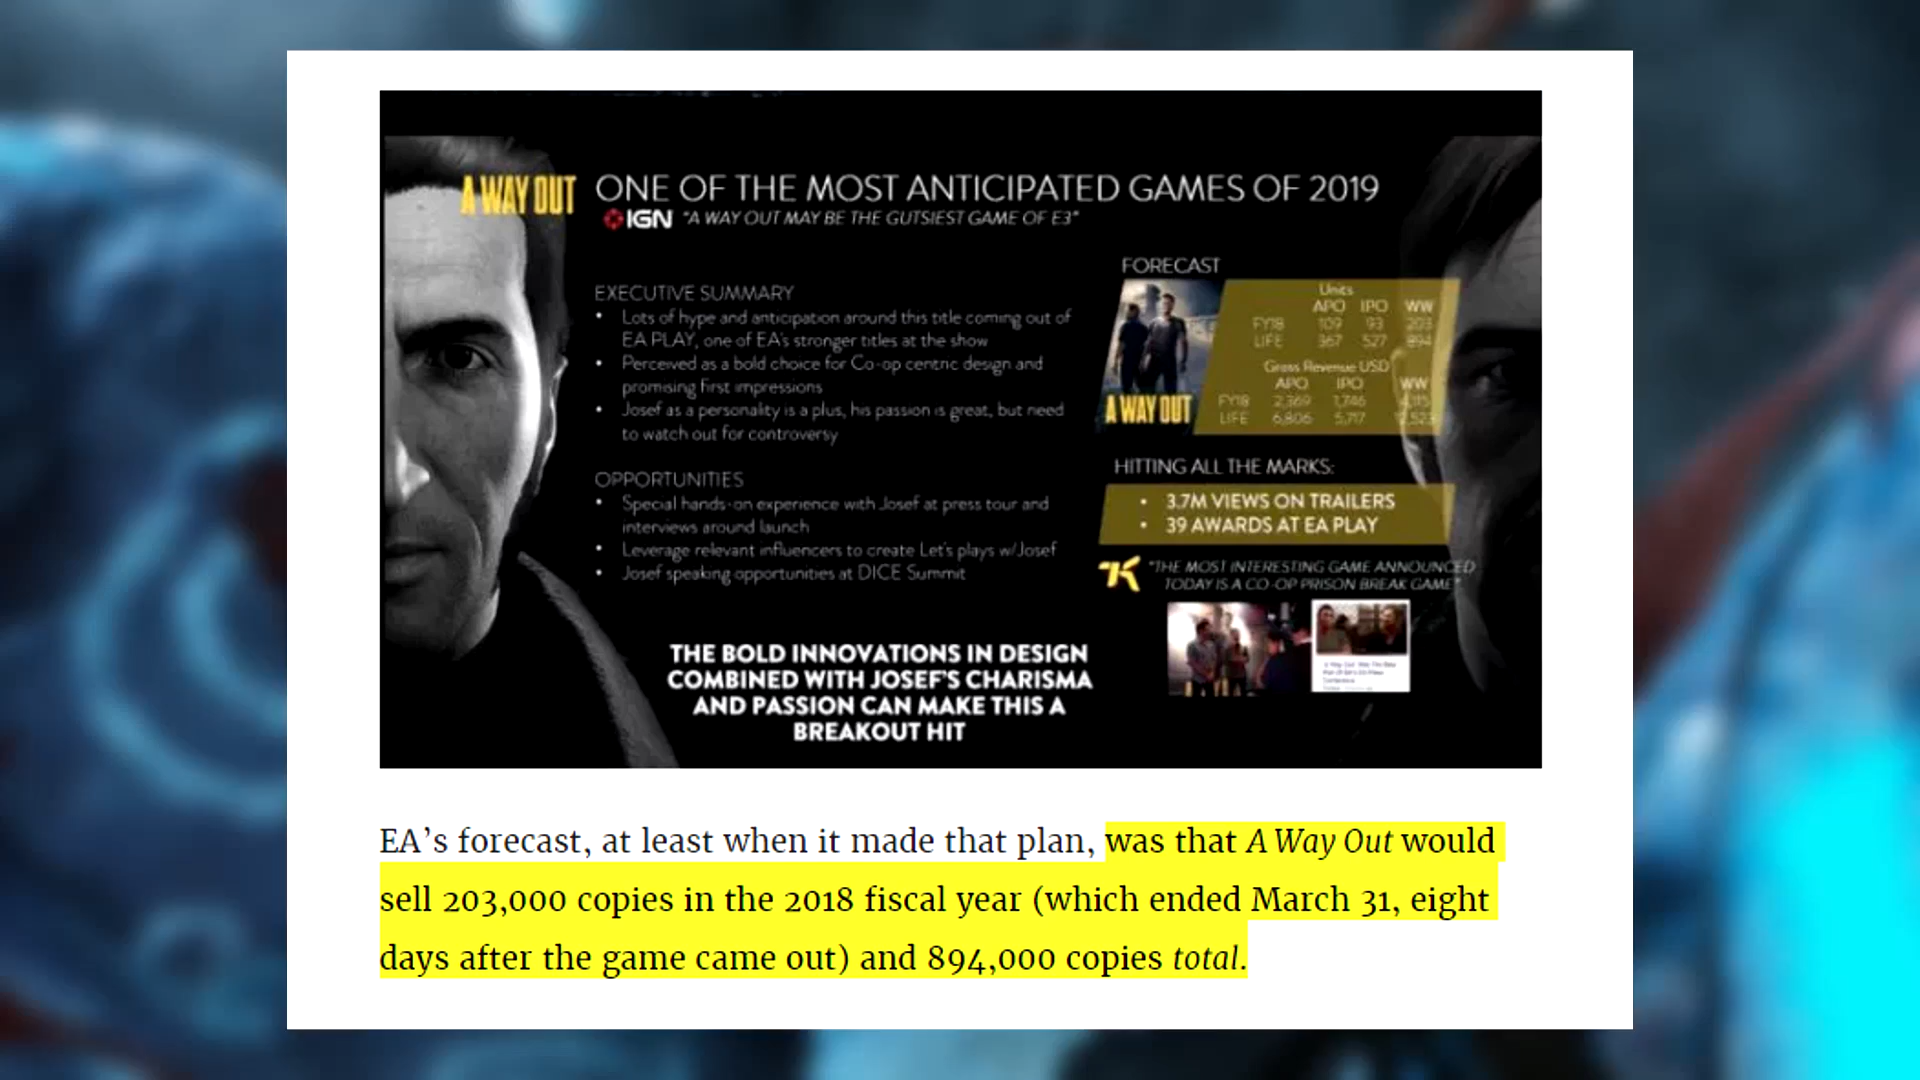 A WAY OUT
ONE OF THE MOST ANTICIPATED GAMES OF 2019
IGN "A WAY OUT MAY BE THE GUTSIEST GAME OF E3"
EXECUTIVE SUMMARY
• Lots of hype and anticipation around this title coming out of
EA PLAY, one of EA's stronger titles at the show
• Perceived as a bold choice for Co-op centric design and
promising first impressions
• Josef as a personality is a plus, his passion is great, but need
to watch out for controversy
OPPORTUNITIES
• Special hands-on experience with Josef at press tour and
interviews around launch
• Leverage relevant influencers to create Let's plays w/Josef
• Josef speaking opportunities at DICE Summit
THE BOLD INNOVATIONS IN DESIGN
COMBINED WITH JOSEF'S CHARISMA
AND PASSION CAN MAKE THIS A
BREAKOUT HIT
FORECAST
A WAY OUT
Units
APO IPO WW
FY18 109 93 203
LIFE 367 527 894
Gross Revenue USD
APO IPO WW
FY18 2,369 1,746
LIFE 6,806 5,717
HITTING ALL THE MARKS:
• 3.7M VIEWS ON TRAILERS
• 39 AWARDS AT EA PLAY
"THE MOST INTERESTING GAME ANNOUNCED
TODAY IS A CO-OP PRISON BREAK GAME"
EA’s forecast, at least when it made that plan, was that A Way Out would
sell 203,000 copies in the 2018 fiscal year (which ended March 31, eight
days after the game came out) and 894,000 copies total.